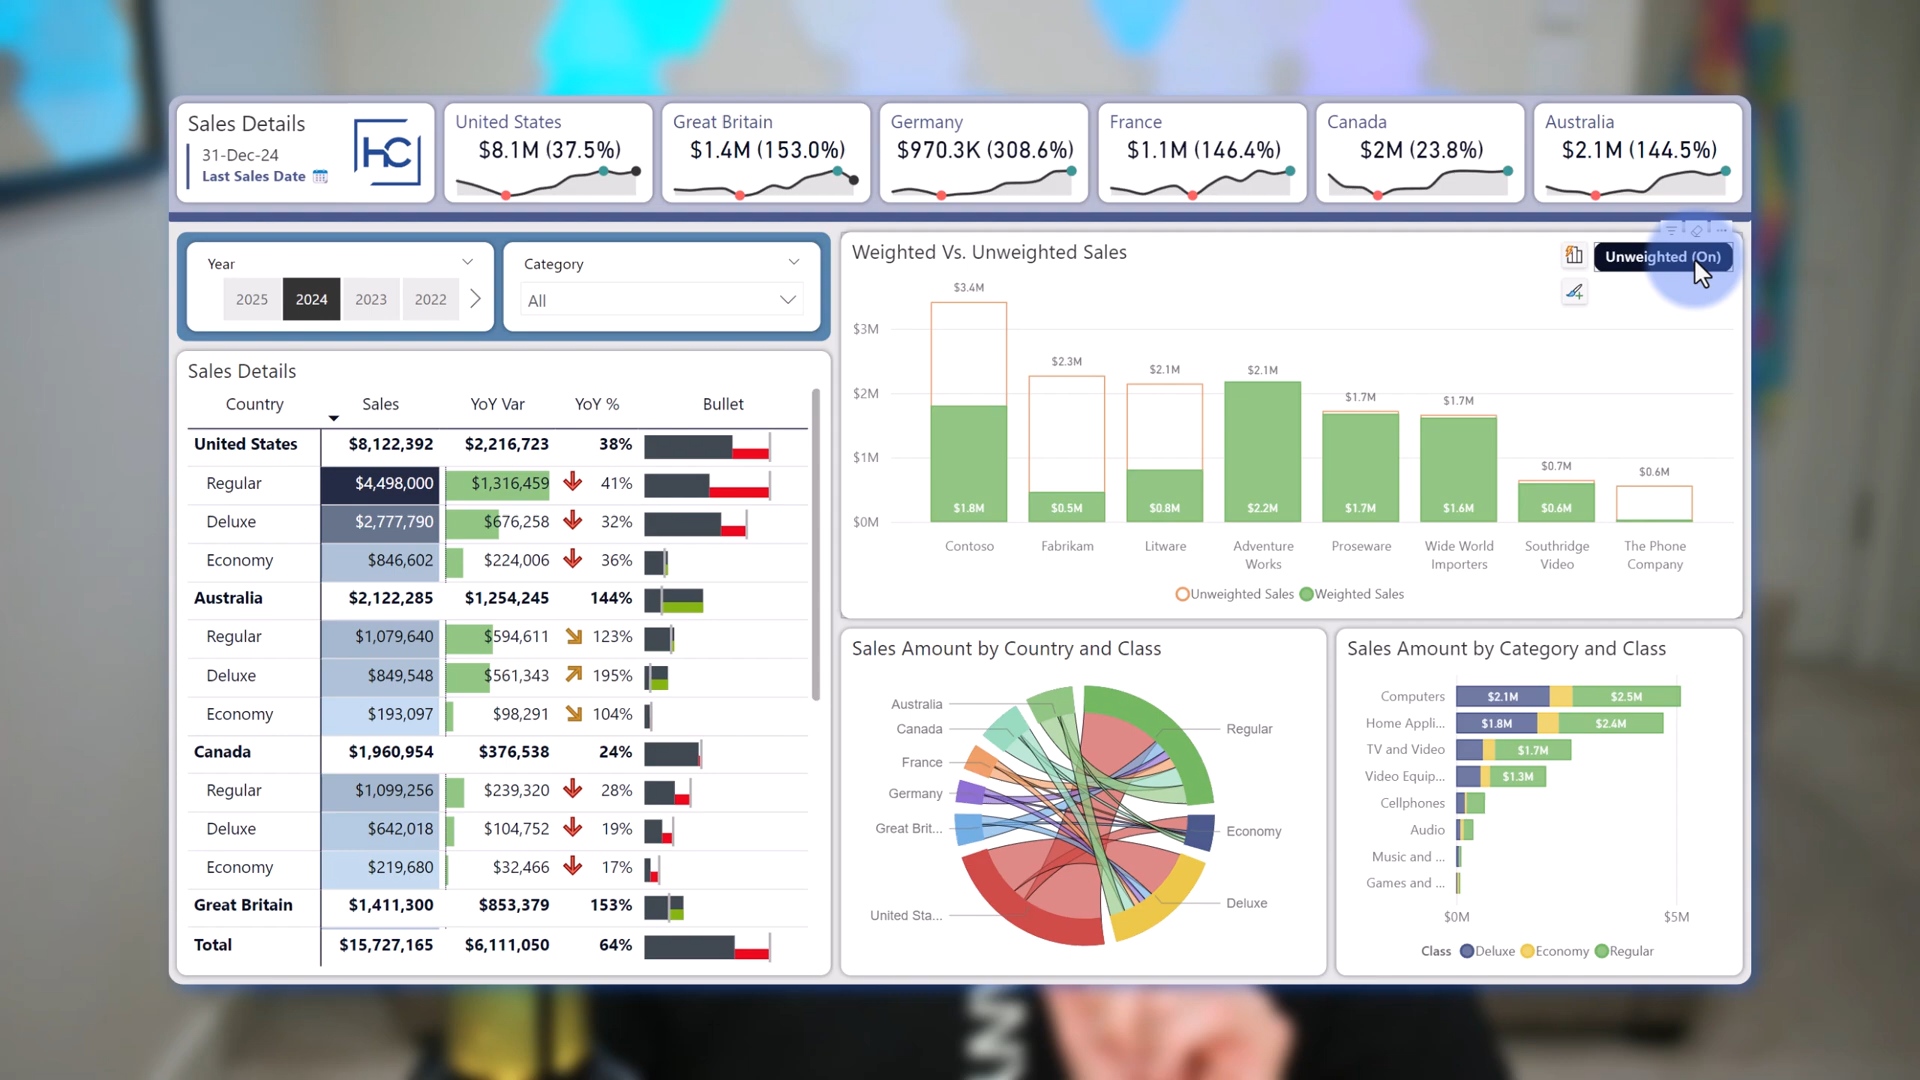 Sales Details
31-Dec-24
Last Sales Date
HC
United States
$8.1M (37.5%)
Great Britain
$1.4M (153.0%)
Germany
$970.3K (308.6%)
France
$1.1M (146.4%)
Canada
$2M (23.8%)
Australia
$2.1M (144.5%)
Year
2025 2024 2023 2022
Category
All
Sales Details
Country Sales YoY Var YoY % Bullet
United States $8,122,392 $2,216,723 38%
Regular $4,498,000 $1,316,459 41%
Deluxe $2,777,790 $676,258 32%
Economy $846,602 $224,006 36%
Australia $2,122,285 $1,254,245 144%
Regular $1,079,640 $594,611 123%
Deluxe $849,548 $561,343 195%
Economy $193,097 $98,291 104%
Canada $1,960,954 $376,538 24%
Regular $1,099,256 $239,320 28%
Deluxe $642,018 $104,752 19%
Economy $219,680 $32,466 17%
Great Britain $1,411,300 $853,379 153%
Total $15,727,165 $6,111,050 64%
Weighted Vs. Unweighted Sales
Unweighted (On)
$3.4M
$3M
$2.3M
$2.1M
$2.1M
$2M
$1.7M
$1.7M
$1M
$0.7M
$0.6M
$0M
$1.8M $0.5M $0.8M $2.2M $1.7M $1.6M $0.6M
Contoso Fabrikam Litware Adventure Proseware Wide World Southridge The Phone
Works Importers Video Company
Unweighted Sales Weighted Sales
Sales Amount by Country and Class
Australia
Canada
France
Germany
Great Brit...
United Sta...
Regular
Economy
Deluxe
Sales Amount by Category and Class
Computers $2.1M $2.5M
Home Appli... $1.8M $2.4M
TV and Video $1.7M
Video Equip... $1.3M
Cellphones
Audio
Music and ...
Games and ...
$0M $5M
Class Deluxe Economy Regular